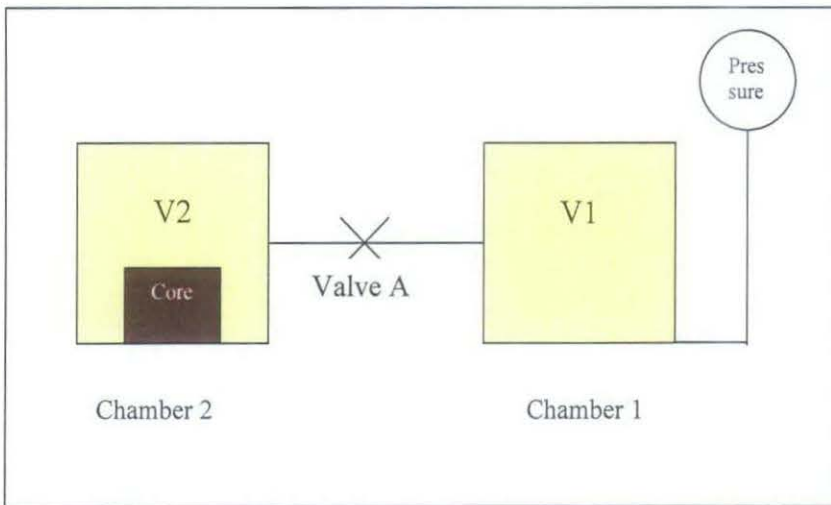 Pres
sure
V2
V1
Core
Valve A
Chamber 2
Chamber 1